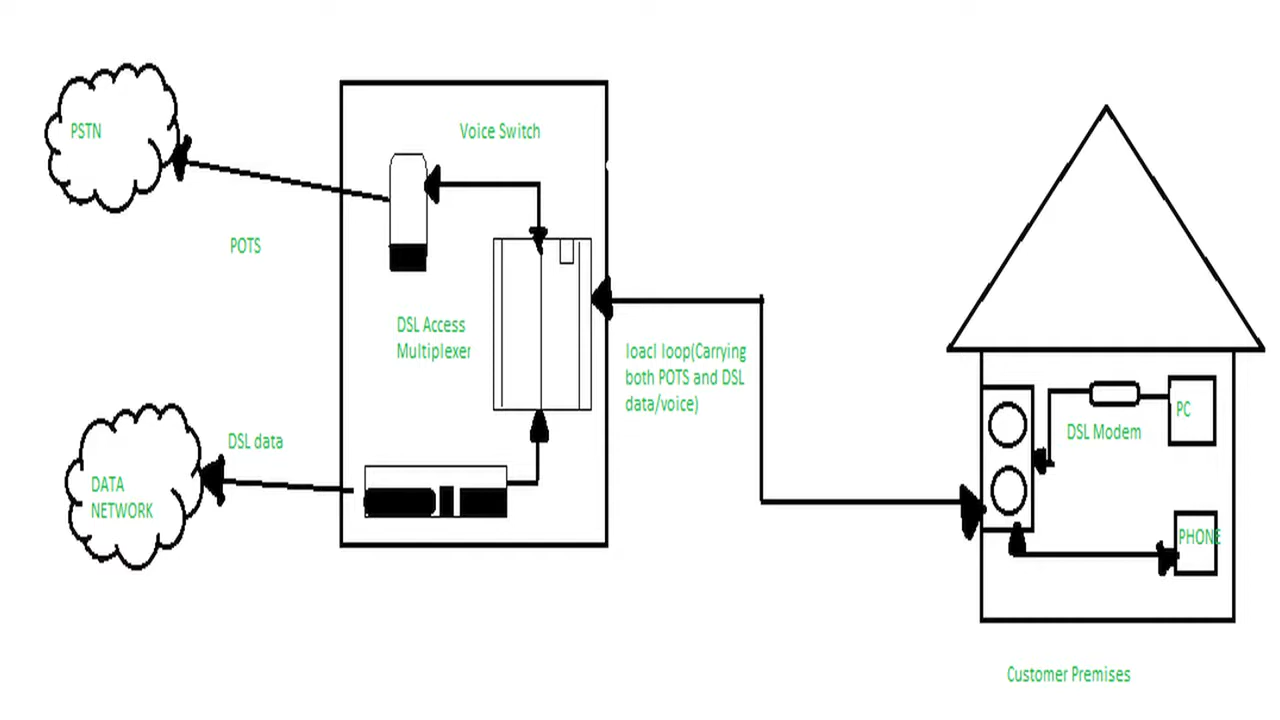 PSTN
Voice Switch
POTS
DSL Access
Multiplexer
loacl loop(Carrying
both POTS and DSL
data/voice)
DSL data
DATA
NETWORK
PC
DSL Modem
PHONE
Customer Premises